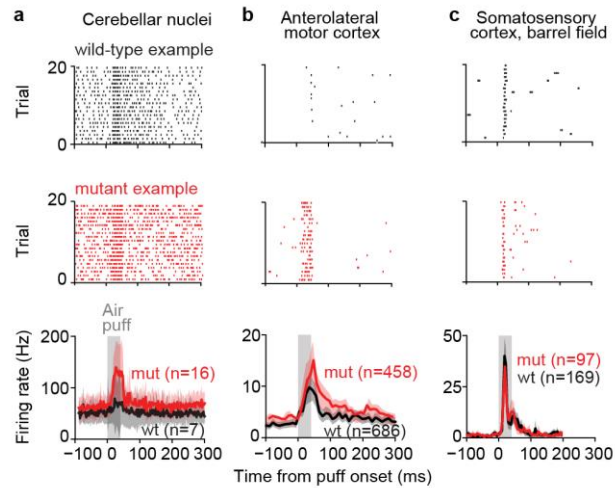 a
Cerebellar nuclei
b
Anterolateral
motor cortex
c
Somatosensory
cortex, barrel field
wild-type example
20
Trial
0
mutant example
20
Trial
0
Air
puff
200
100
0
Firing rate (Hz)
mut (n=16)
wt (n=7)
−100 0 100 200 300
20
10
0
mut (n=458)
wt (n=686)
−100 0 100 200 300
50
25
0
mut (n=97)
wt (n=169)
−100 0 100 200 300
Time from puff onset (ms)